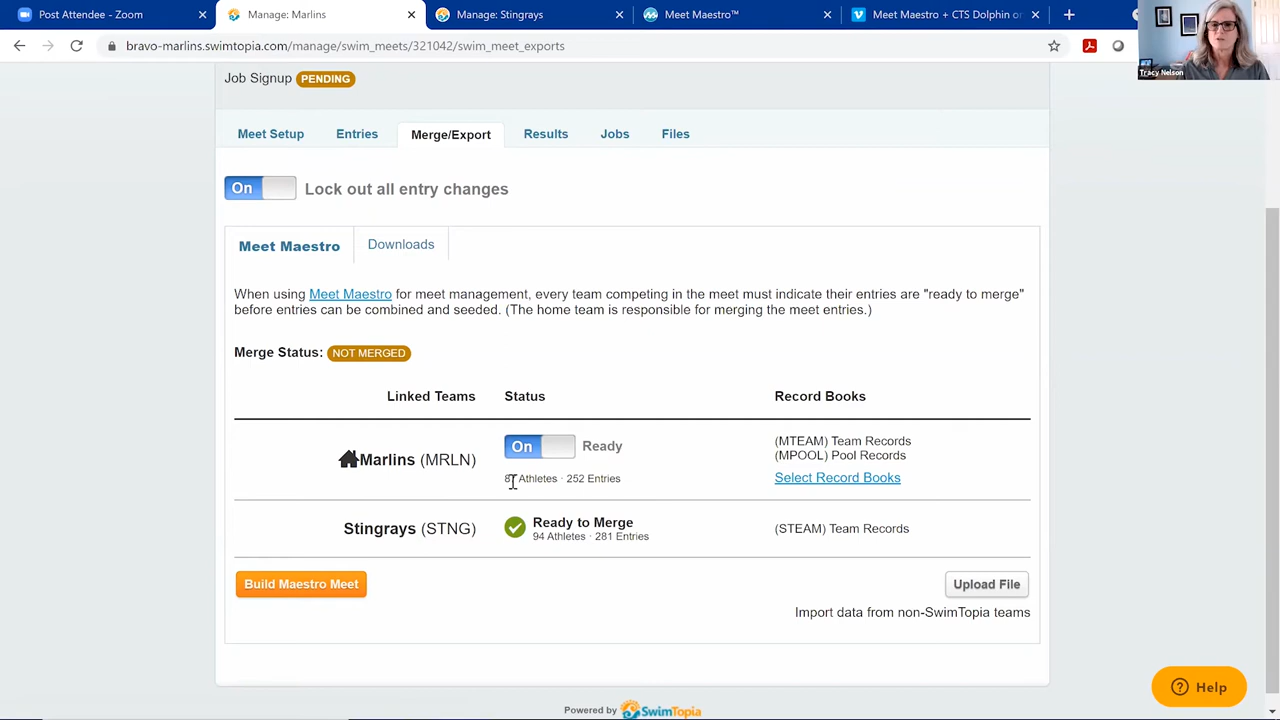 Post Attendee - Zoom
Manage: Marlins
Manage: Stingrays
Meet Maestro™
Meet Maestro + CTS Dolphin or
bravo-marlins.swimtopia.com/manage/swim_meets/321042/swim_meet_exports
Tracy Nelson
Job Signup PENDING
Meet Setup Entries Merge/Export Results Jobs Files
On Lock out all entry changes
Meet Maestro Downloads
When using Meet Maestro for meet management, every team competing in the meet must indicate their entries are "ready to merge"
before entries can be combined and seeded. (The home team is responsible for merging the meet entries.)
Merge Status: NOT MERGED
Linked Teams Status Record Books
Marlins (MRLN) On Ready
(MTEAM) Team Records
(MPOOL) Pool Records
Athletes · 252 Entries
Select Record Books
Stingrays (STNG) Ready to Merge
94 Athletes · 281 Entries
(STEAM) Team Records
Build Maestro Meet
Upload File
Import data from non-SwimTopia teams
Help
Powered by SwimTopia